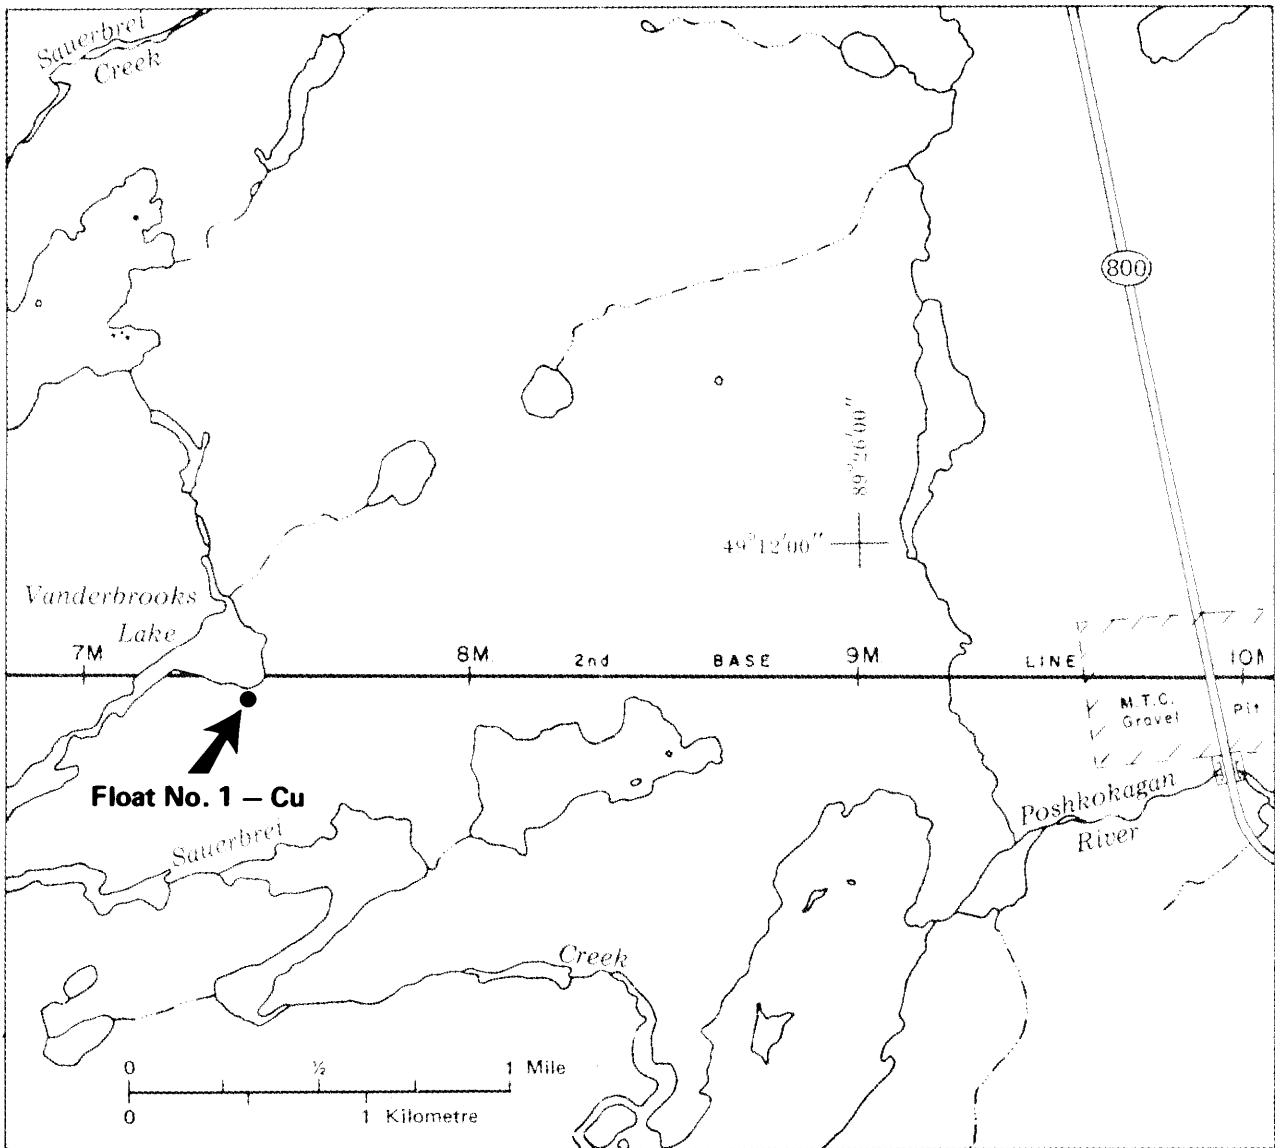 Sauerbrei
Creek
800
89°26'00"
49°12'00"
Vanderbrooks
Lake
7M 8M 2nd BASE 9M LINE 10M
M.T.C. Pit
Gravel
Float No. 1 – Cu
Poshkokagan
River
Sauerbrei
Creek
0 ½ 1 Mile
0 1 Kilometre